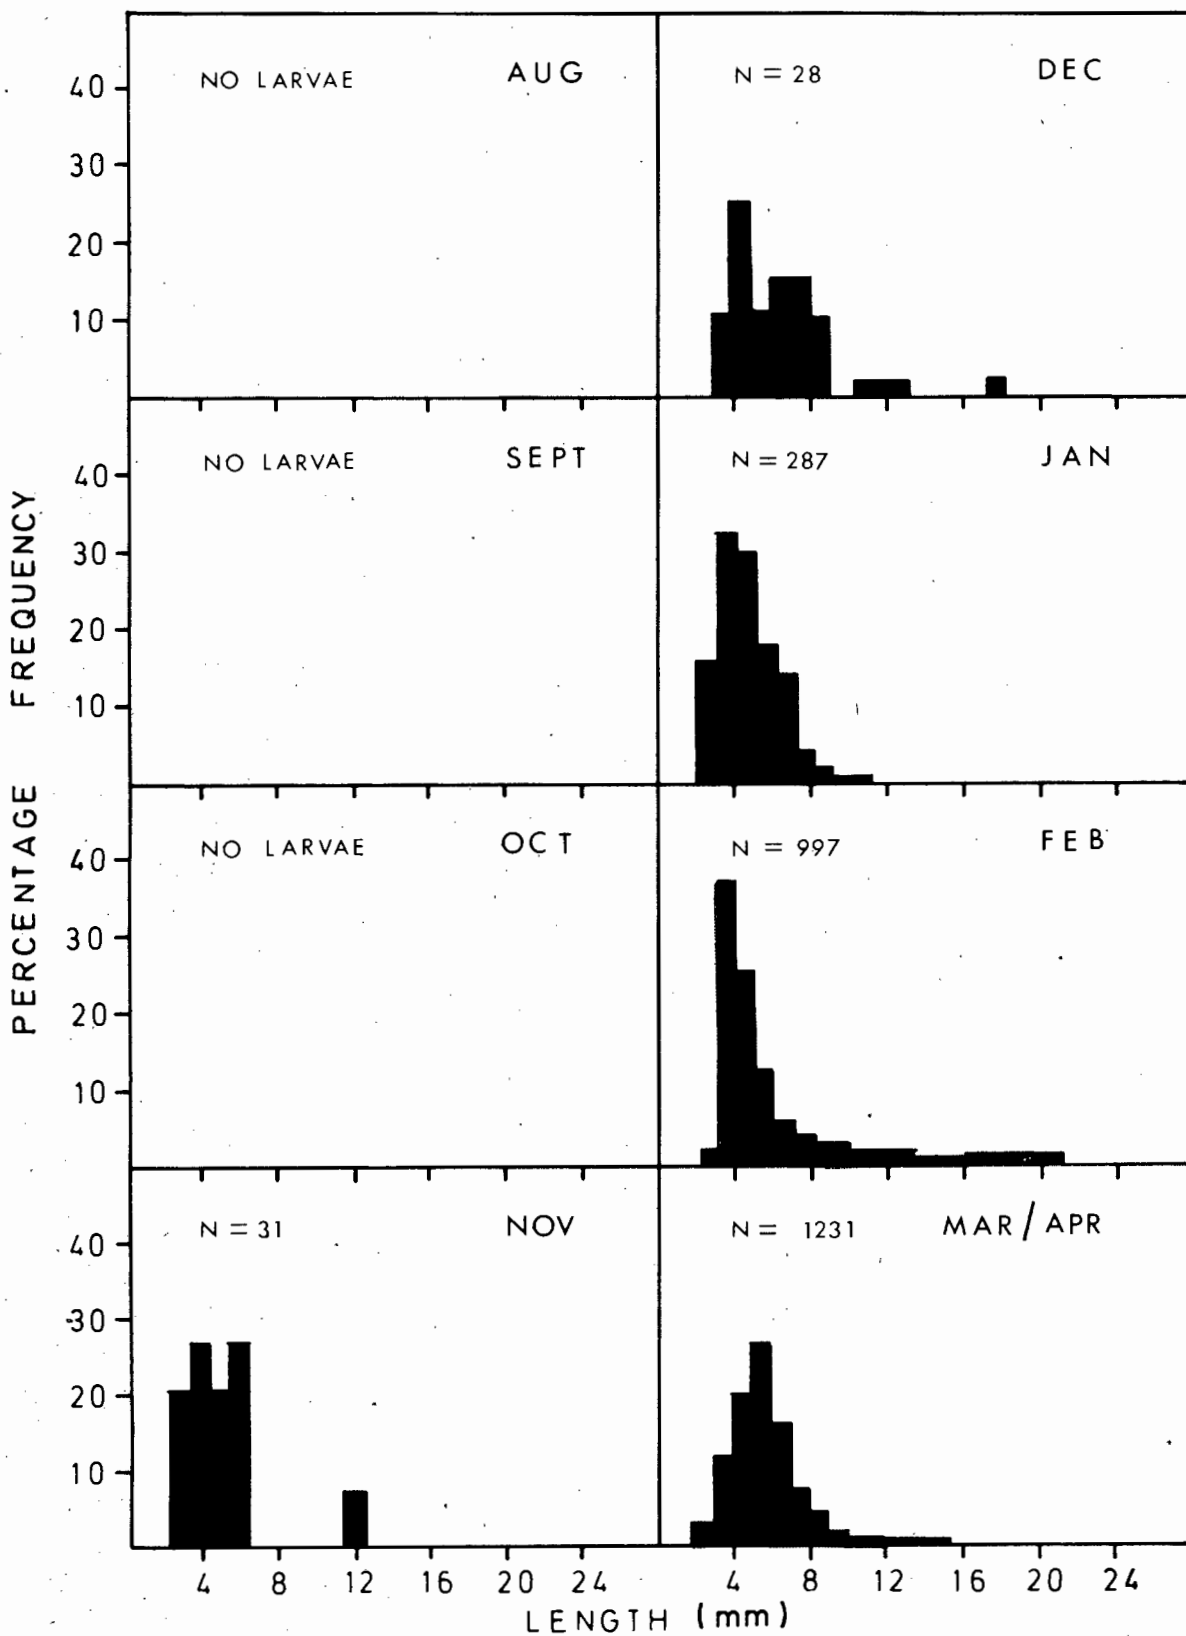 PERCENTAGE FREQUENCY
NO LARVAE AUG
40
30
20
10
N = 28 DEC
NO LARVAE SEPT
40
30
20
10
N = 287 JAN
NO LARVAE OCT
40
30
20
10
N = 997 FEB
N = 31 NOV
40
30
20
10
N = 1231 MAR/APR
4 8 12 16 20 24
4 8 12 16 20 24
LENGTH (mm)